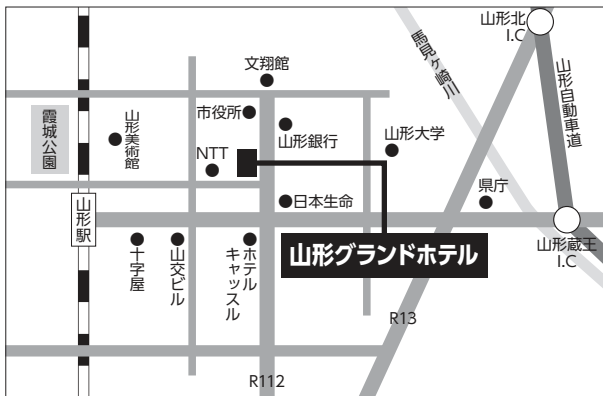 山形北
I.C
馬見ヶ崎川
山形自動車道
文翔館
市役所
霞城公園
山形美術館
山形銀行
山形大学
NTT
県庁
日本生命
山形駅
山形グランドホテル
山形蔵王
I.C
十字屋
山交ビル
ホテル
キャッスル
R13
R112